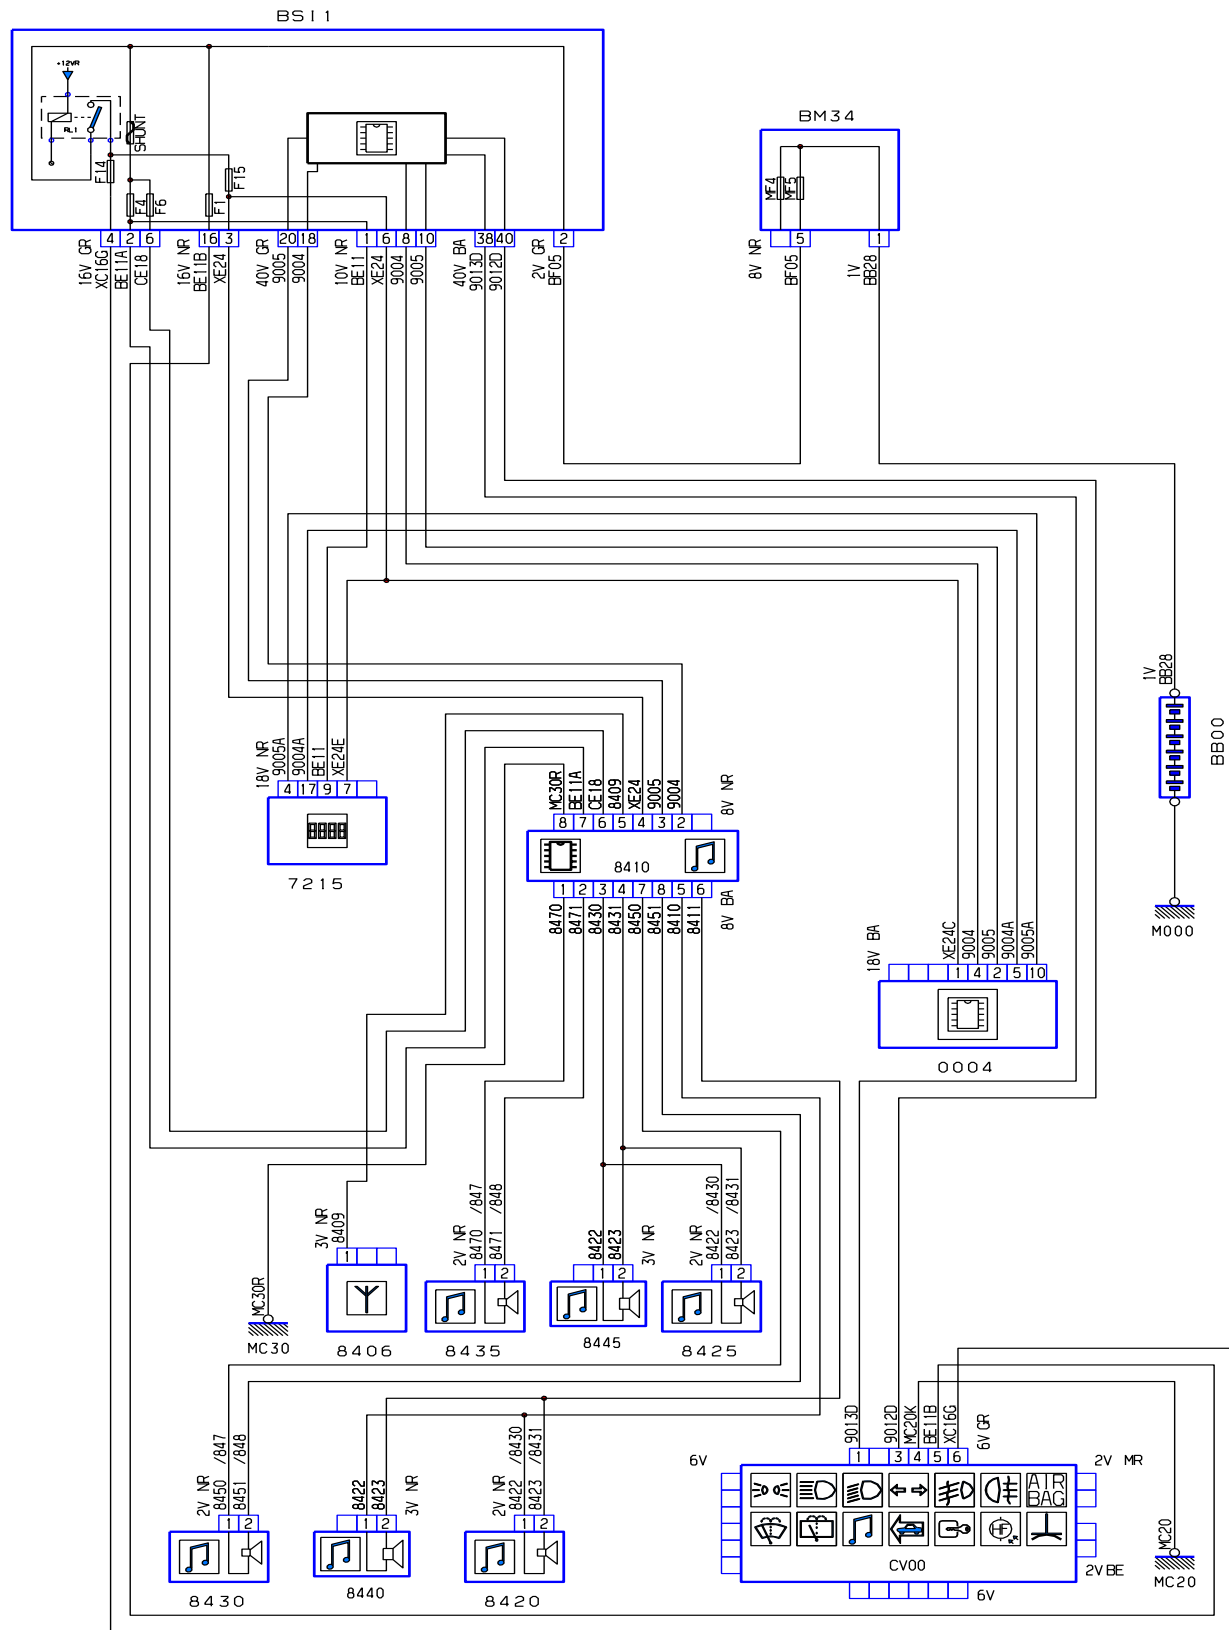 BSI1
+12VR
RL1
SHUNT
F14
F15
F4
F6
F1
4 2 6 16 3 20 18 1 6 8 10 38 40 2
16V GR
XC16G
BE11A
CE18
16V NR
BE11B
XE24
40V GR
9005
9004
10V NR
BE11
XE24
9004
9005
40V BA
9013D
9012D
2V GR
BF05
BM34
MF4
MF5
5 1
8V NR
BF05
1V
BB28
1V
BB28
BB00
M000
18V NR
9005A
9004A
BE11
XE24E
4 17 9 7
7215
MC30R
BE11A
CE18
8409
XE24
9005
9004
8V NR
8 7 6 5 4 3 2
8410
1 2 3 4 7 8 5 6
8470
8471
8430
8431
8450
8451
8410
8411
8V BA
18V BA
XE24C
9004
9005
9004A
9005A
1 4 2 5 10
0004
MC30R
MC30
3V NR
8409
1
8406
2V NR
8470 /847
8471 /848
1 2
8435
8422
8423
3V NR
1 2
8445
2V NR
8422 /8430
8423 /8431
1 2
8425
2V NR
8450 /847
8451 /848
1 2
8430
8422
8423
3V NR
1 2
8440
2V NR
8422 /8430
8423 /8431
1 2
8420
9013D
9012D
MC20K
BE11B
XC16G
6V GR
1 3 4 5 6
6V
2V MR
AIR
BAG
HF
CV00
2V BE
6V
MC20
MC20